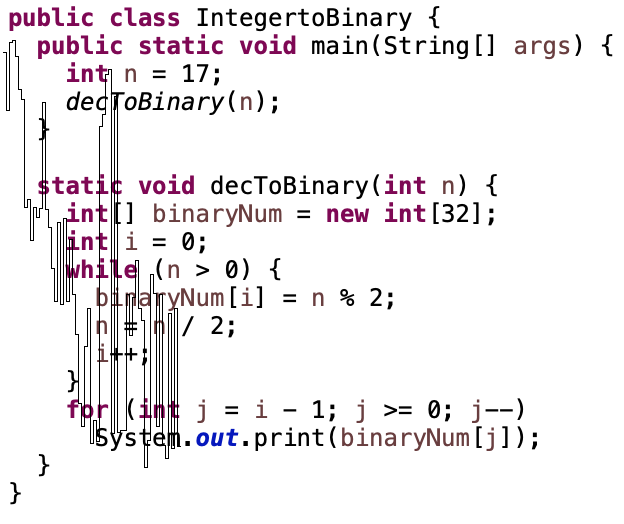 public class IntegertoBinary {
  public static void main(String[] args) {
    int n = 17;
    decToBinary(n);
  }

  static void decToBinary(int n) {
    int[] binaryNum = new int[32];
    int i = 0;
    while (n > 0) {
      binaryNum[i] = n % 2;
      n = n / 2;
      i++;
    }
    for (int j = i - 1; j >= 0; j--)
      System.out.print(binaryNum[j]);
  }
}